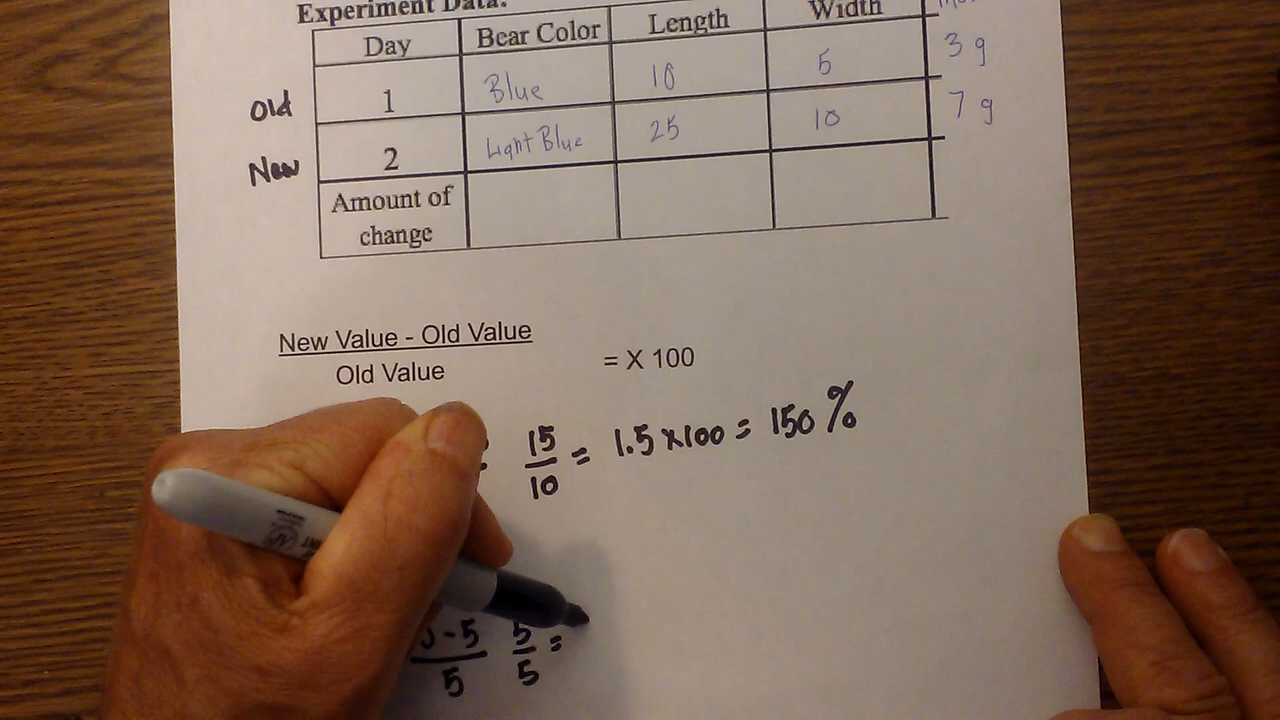 Experiment Data:
Day Bear Color Length Width
Old 1 Blue 10 5 3 g
New 2 Light Blue 25 10 7 g
Amount of
change
New Value - Old Value
Old Value
= X 100
15
10
= 1.5 x 100 = 150 %
- 5
5
5
5
=